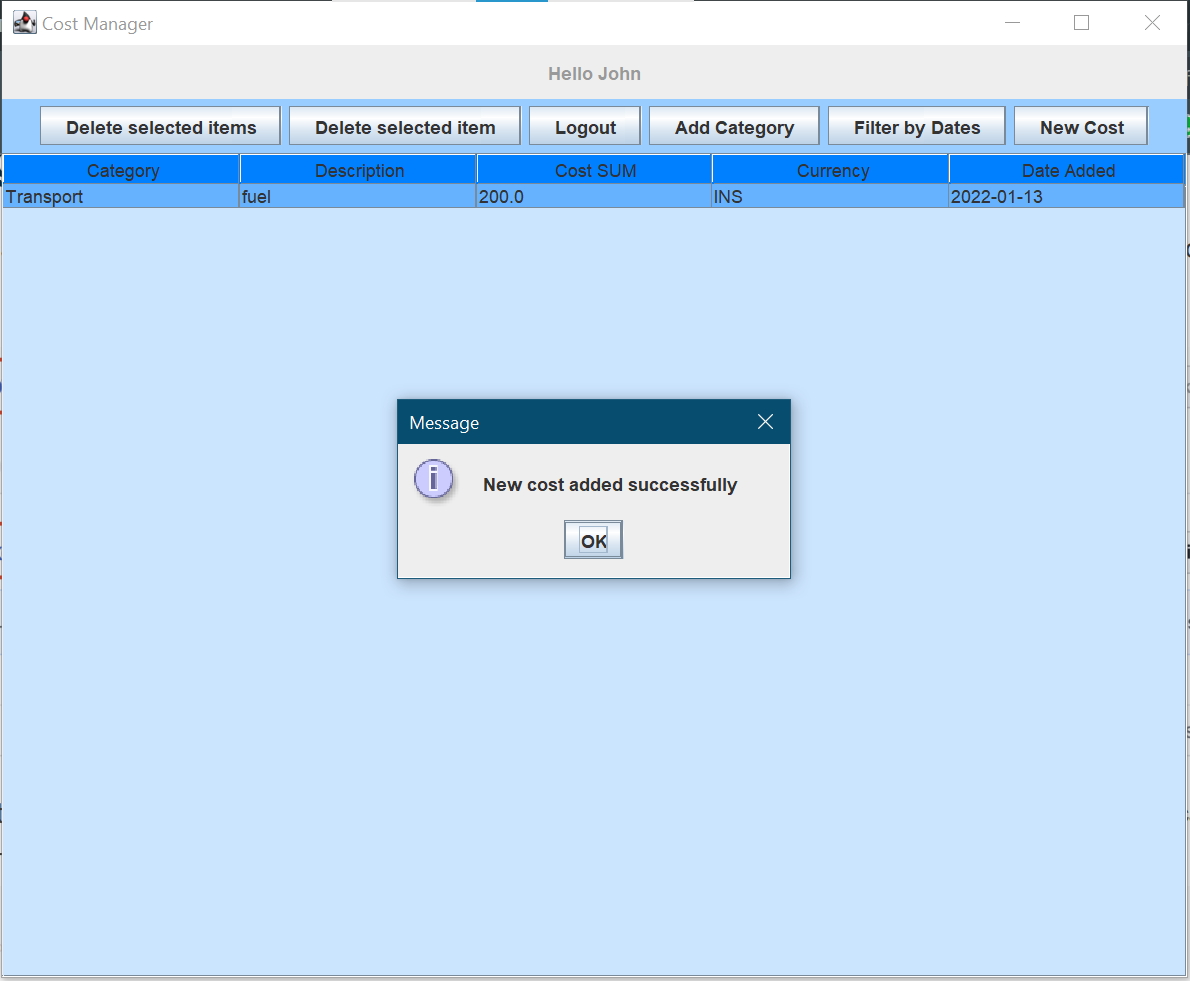 Cost Manager
Hello John
Delete selected items Delete selected item Logout Add Category Filter by Dates New Cost
Category Description Cost SUM Currency Date Added
Transport fuel 200.0 INS 2022-01-13
Message
New cost added successfully
OK